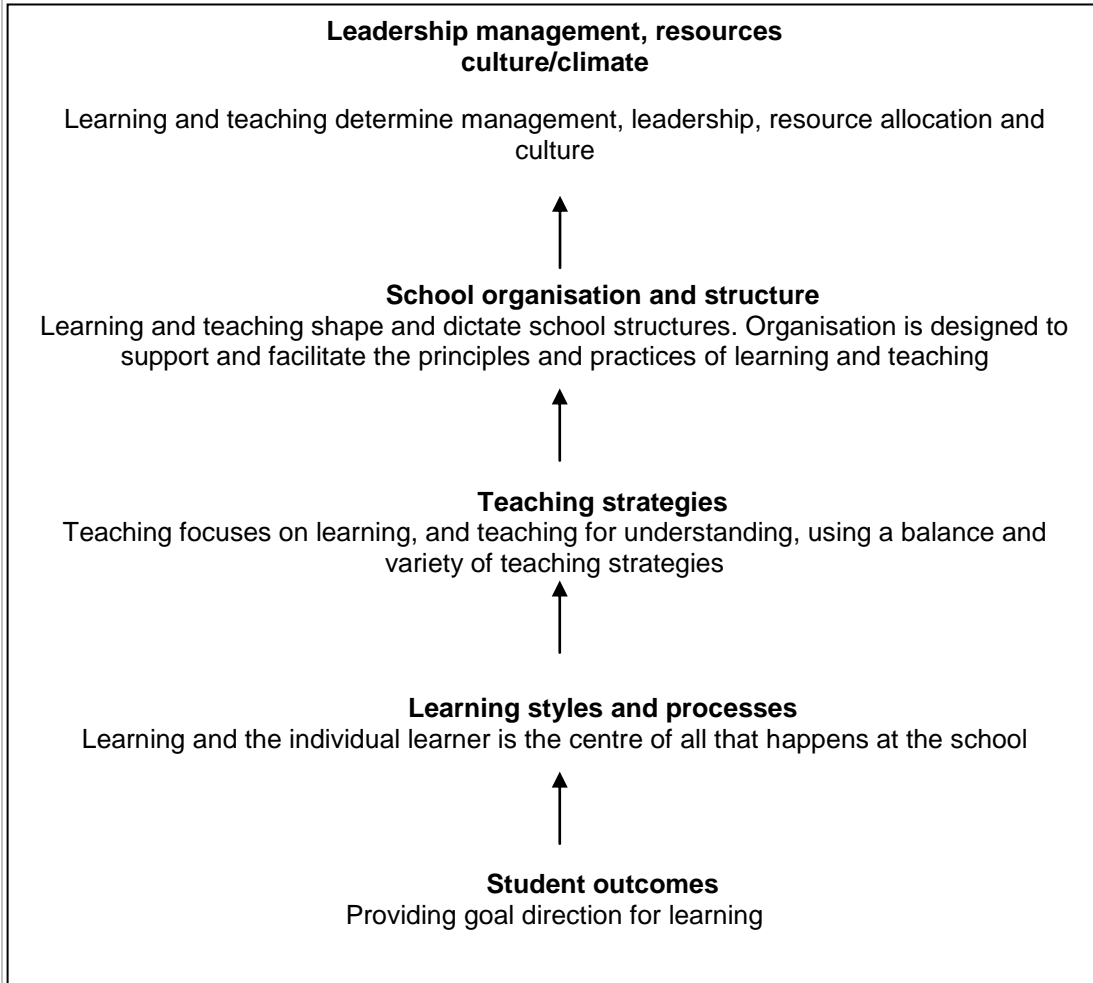 Leadership management, resources
culture/climate
Learning and teaching determine management, leadership, resource allocation and
culture
School organisation and structure
Learning and teaching shape and dictate school structures. Organisation is designed to
support and facilitate the principles and practices of learning and teaching
Teaching strategies
Teaching focuses on learning, and teaching for understanding, using a balance and
variety of teaching strategies
Learning styles and processes
Learning and the individual learner is the centre of all that happens at the school
Student outcomes
Providing goal direction for learning